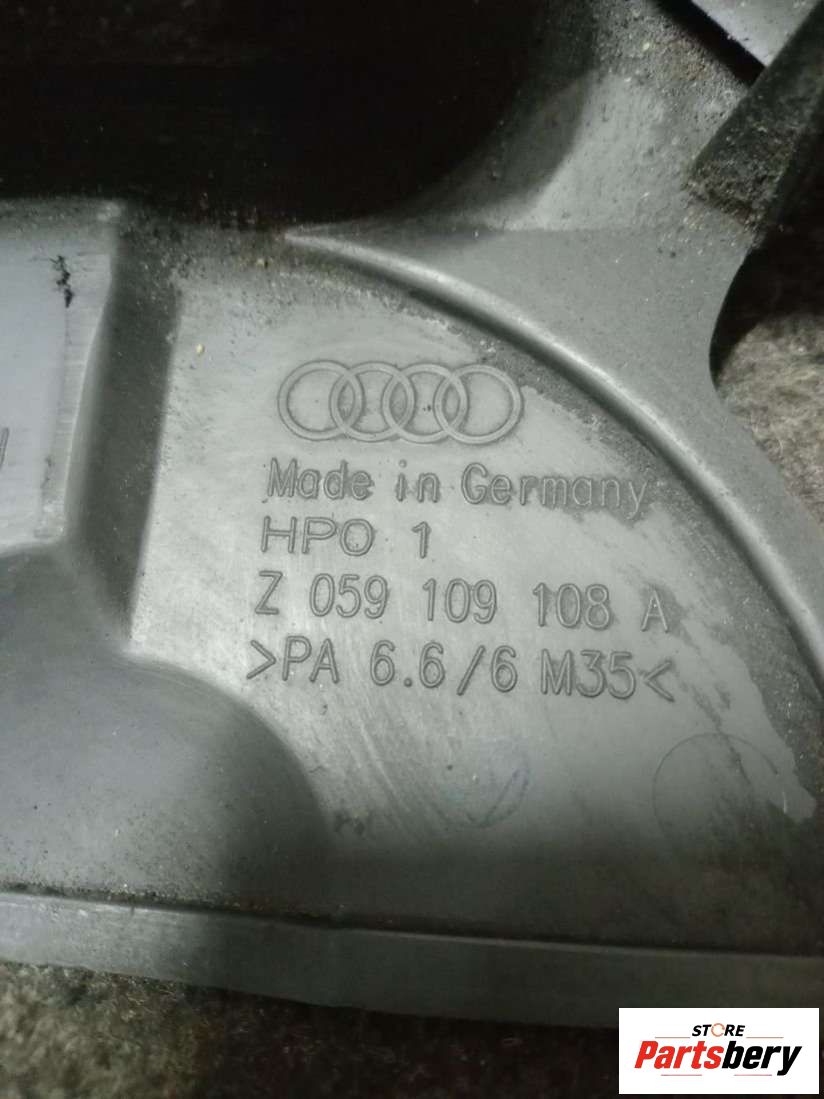 Made in Germany
HPO 1
Z 059 109 108 A
>PA 6.6/6 M35<
STORE
Partsbery